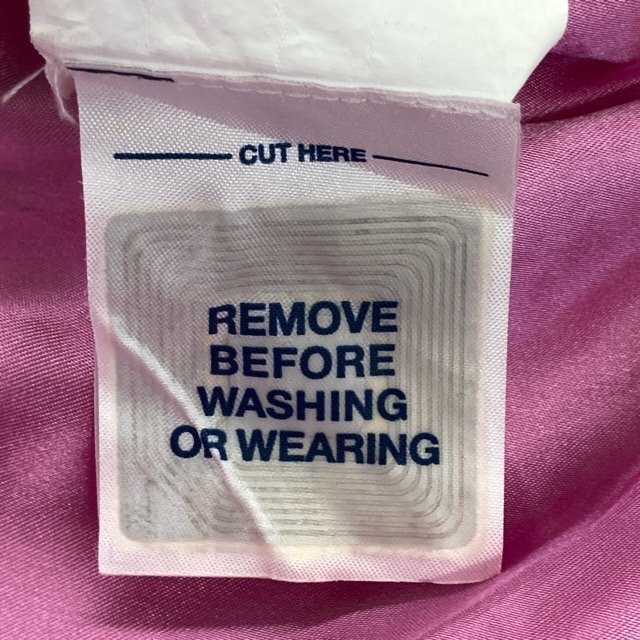 CUT HERE
REMOVE
BEFORE
WASHING
OR WEARING